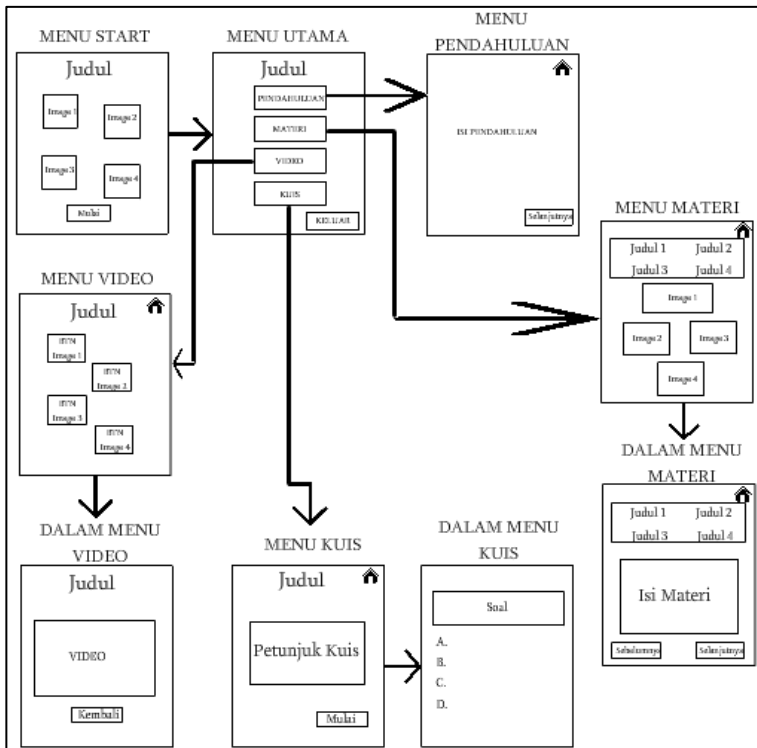 MENU START
Judul
Image 1
Image 2
Image 3
Image 4
Mulai
MENU UTAMA
Judul
PENDAHULUAN
MATERI
VIDEO
KUIS
KELUAR
MENU
PENDAHULUAN
ISI PENDAHULUAN
Selanjutnya
MENU MATERI
Judul 1 Judul 2
Judul 3 Judul 4
Image 1
Image 2
Image 3
Image 4
MENU VIDEO
Judul
BTN
Image 1
BTN
Image 2
BTN
Image 3
BTN
Image 4
DALAM MENU
VIDEO
Judul
VIDEO
Kembali
MENU KUIS
Judul
Petunjuk Kuis
Mulai
DALAM MENU
KUIS
Soal
A.
B.
C.
D.
DALAM MENU
MATERI
Judul 1 Judul 2
Judul 3 Judul 4
Isi Materi
Sebelumnya
Selanjutnya